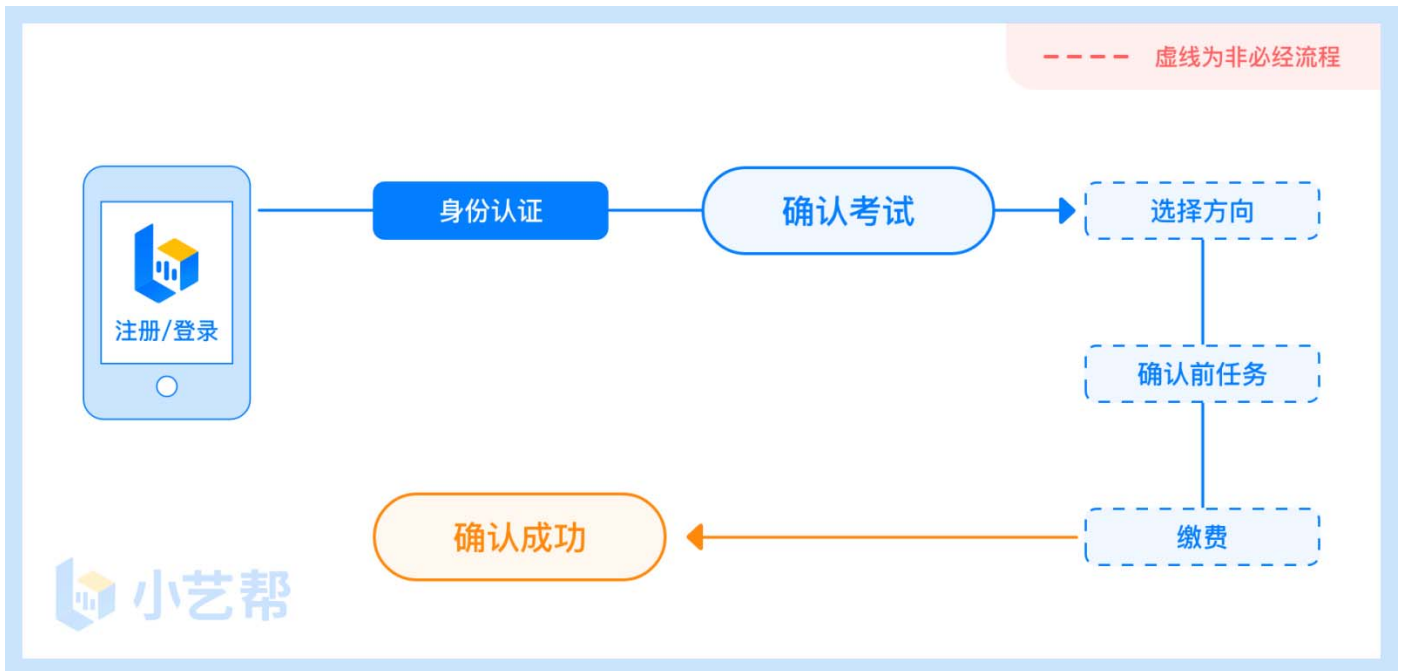 虚线为非必经流程
身份认证
确认考试
选择方向
注册/登录
确认前任务
确认成功
缴费
小艺帮